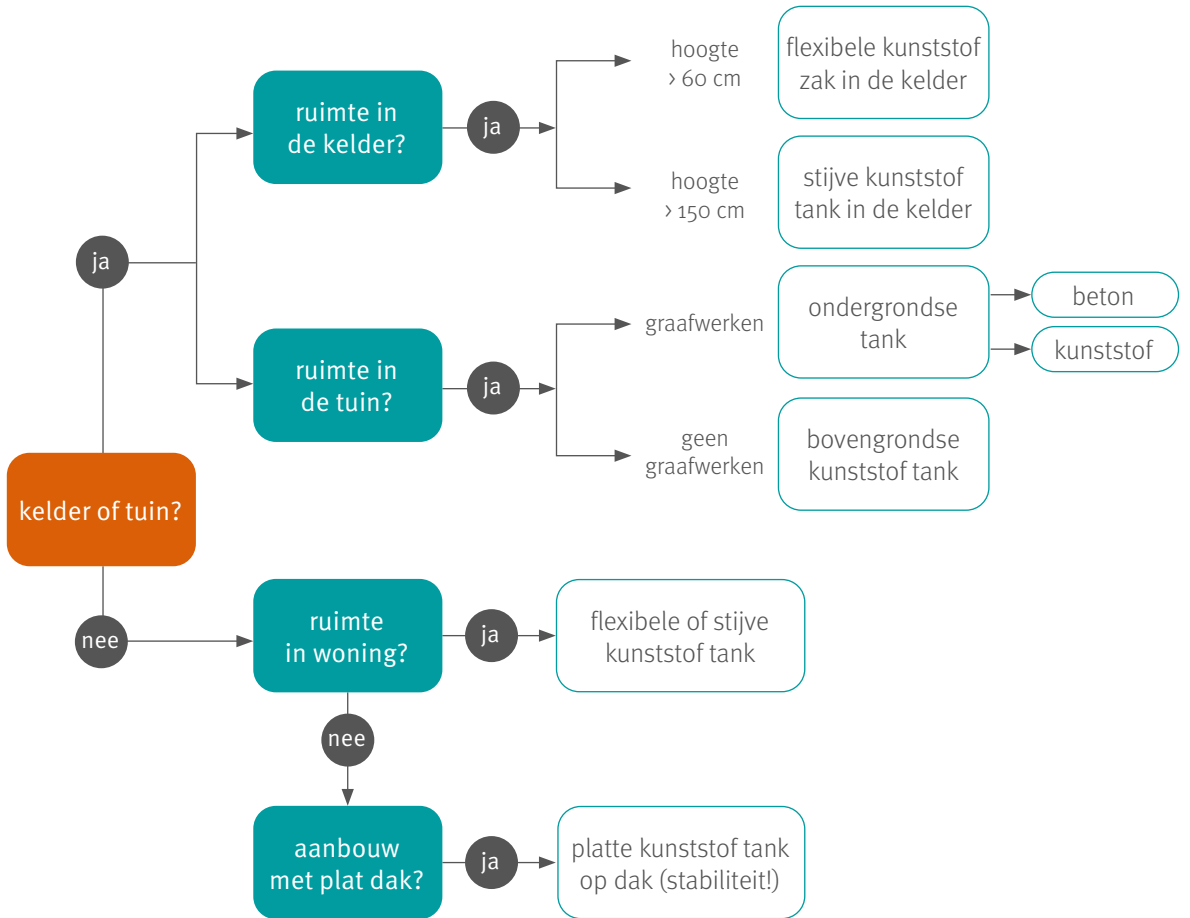 hoogte
> 60 cm
flexibele kunststof
zak in de kelder
ruimte in
de kelder?
ja
hoogte
> 150 cm
stijve kunststof
tank in de kelder
ja
graafwerken
ondergrondse
tank
beton
kunststof
ruimte in
de tuin?
ja
geen
graafwerken
bovengrondse
kunststof tank
kelder of tuin?
nee
ruimte
in woning?
ja
flexibele of stijve
kunststof tank
nee
aanbouw
met plat dak?
ja
platte kunststof tank
op dak (stabiliteit!)